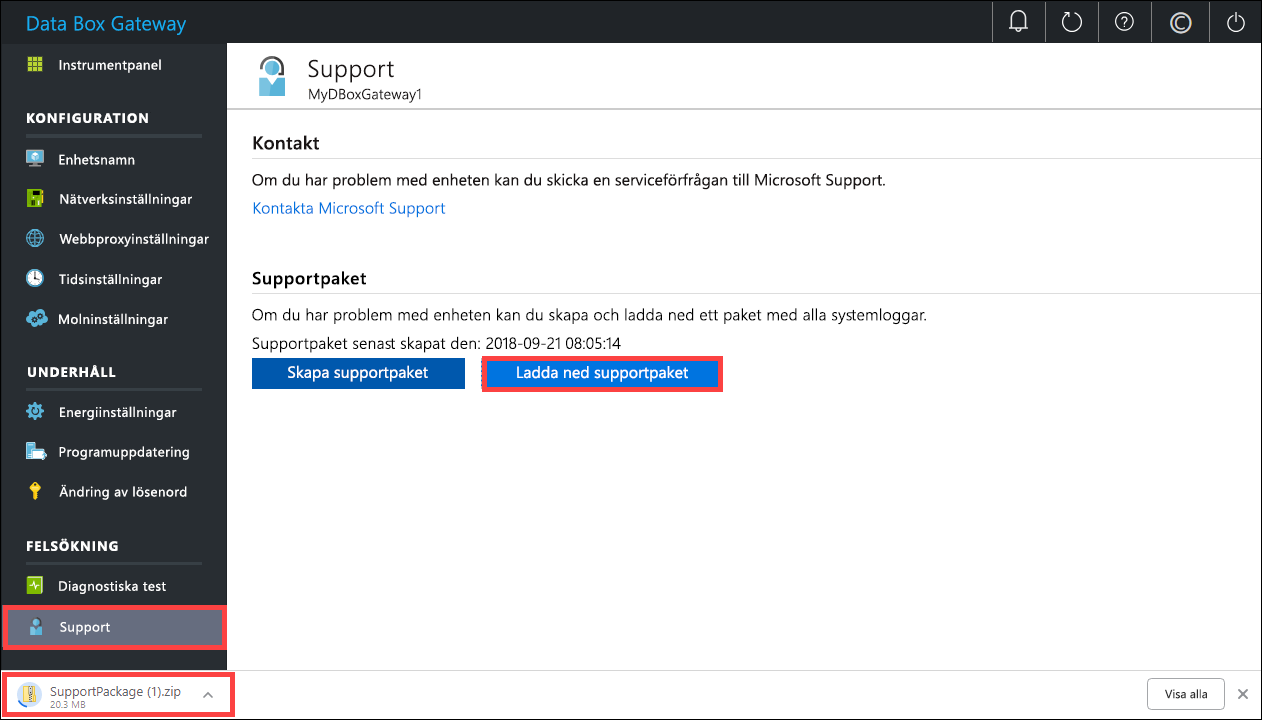 Data Box Gateway
Instrumentpanel
KONFIGURATION
Enhetsnamn
Nätverksinställningar
Webbproxyinställningar
Tidsinställningar
Molninställningar
UNDERHÅLL
Energiinställningar
Programuppdatering
Ändring av lösenord
FELSÖKNING
Diagnostiska test
Support
Support
MyDBoxGateway1
Kontakt
Om du har problem med enheten kan du skicka en serviceförfrågan till Microsoft Support.
Kontakta Microsoft Support
Supportpaket
Om du har problem med enheten kan du skapa och ladda ned ett paket med alla systemloggar.
Supportpaket senast skapat den: 2018-09-21 08:05:14
Skapa supportpaket
Ladda ned supportpaket
SupportPackage (1).zip
20.3 MB
Visa alla